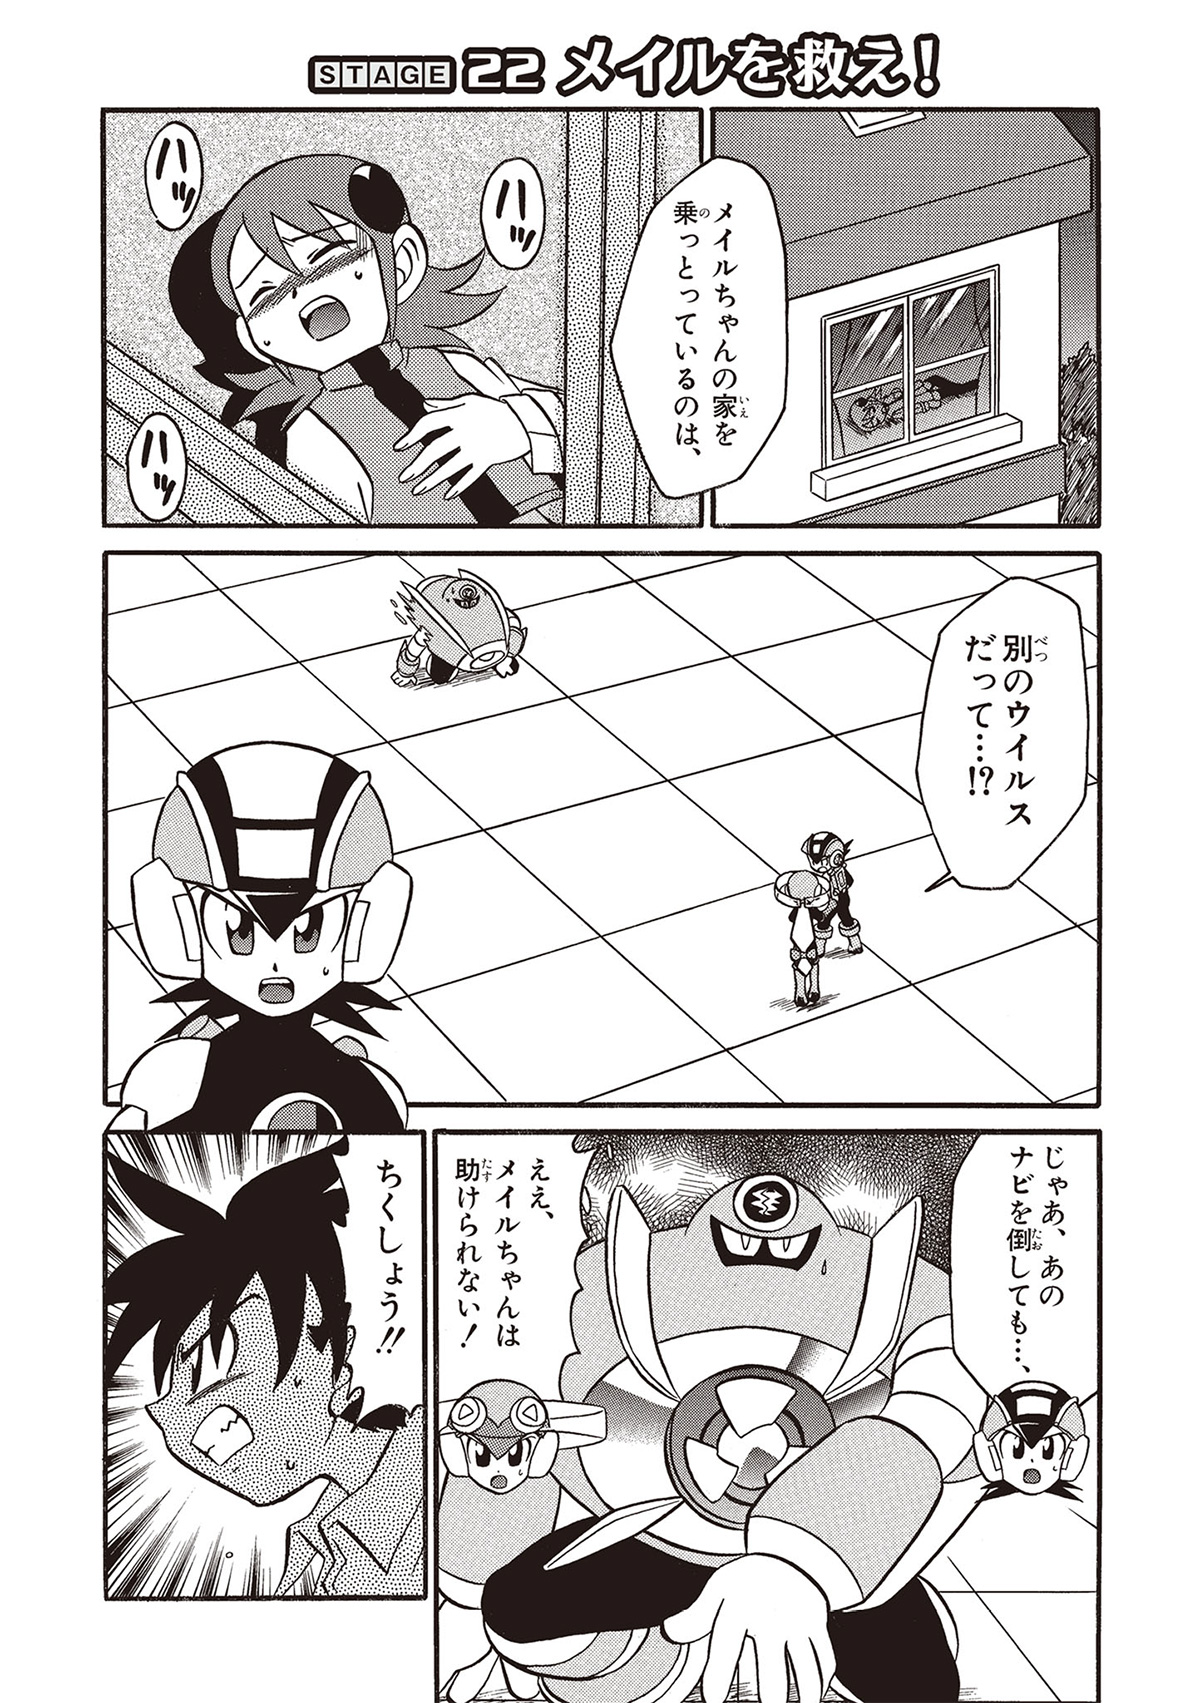 STAGE 22 メイルを救え!
メイルちゃんの家を
乗っとっているのは、
ハッ
ハッ
ハッ
別のウイルス
だって…!?
じゃあ、あの
ナビを倒しても…、
ええ、
メイルちゃんは
助けられない!
ちくしょう!!